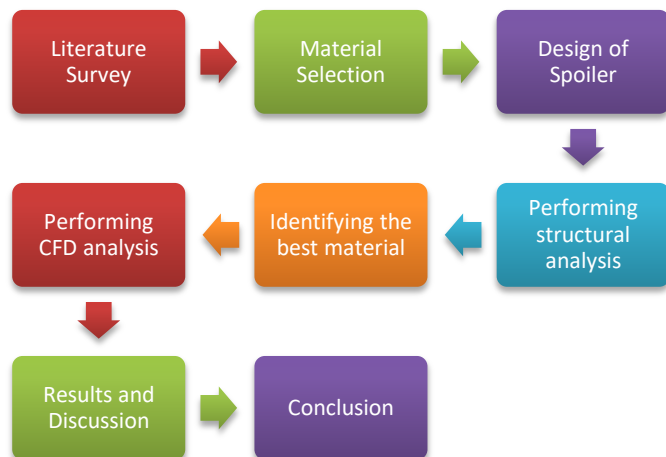 Literature
Survey
Material
Selection
Design of
Spoiler
Performing
structural
analysis
Identifying the
best material
Performing
CFD analysis
Results and
Discussion
Conclusion